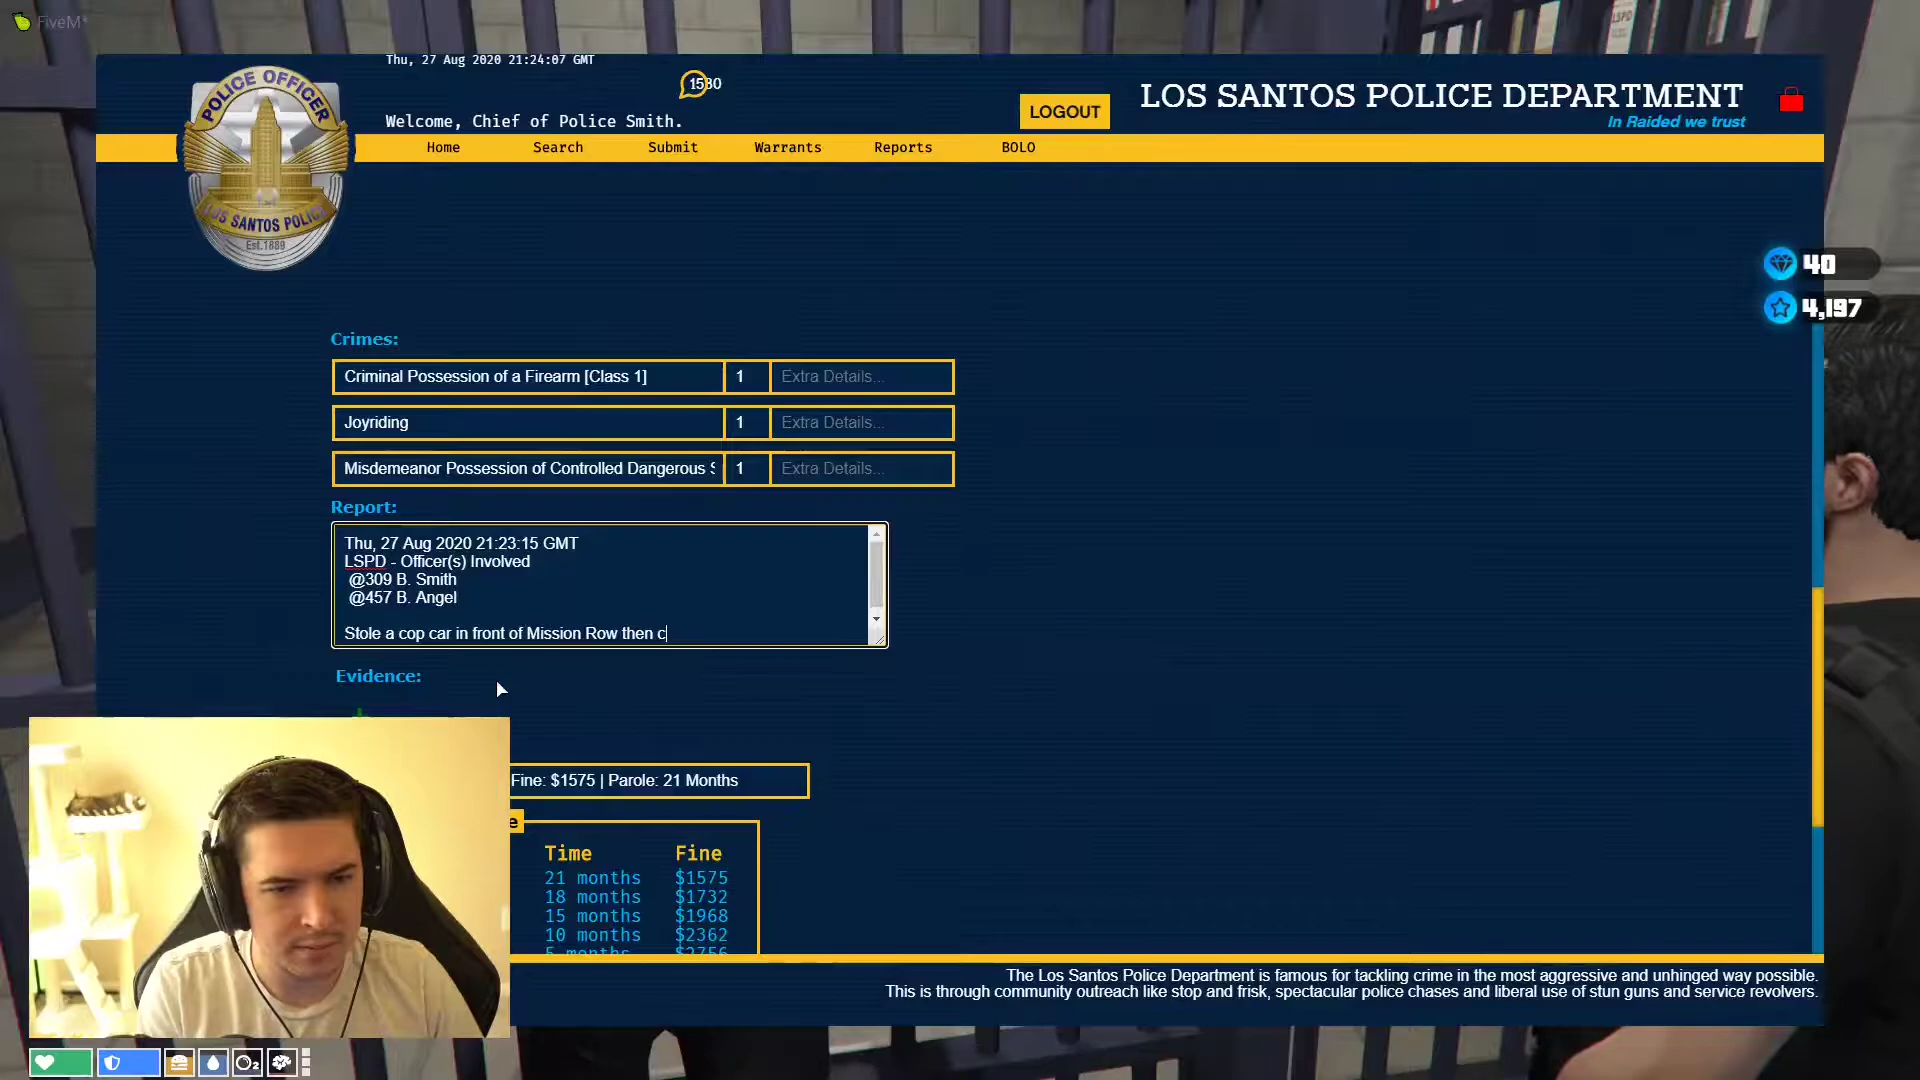 FiveM*
Thu, 27 Aug 2020 21:24:07 GMT
1530
Welcome, Chief of Police Smith.
LOGOUT
LOS SANTOS POLICE DEPARTMENT
In Raided we trust
POLICE OFFICER
LOS SANTOS POLICE
Est.1889
Home Search Submit Warrants Reports BOLO
LSPD
40
4,197
Crimes:
Criminal Possession of a Firearm [Class 1] 1 Extra Details...
Joyriding 1 Extra Details...
Misdemeanor Possession of Controlled Dangerous 1 Extra Details...
Report:
Thu, 27 Aug 2020 21:23:15 GMT
LSPD - Officer(s) Involved
@309 B. Smith
@457 B. Angel
Stole a cop car in front of Mission Row then c
Evidence:
Fine: $1575 | Parole: 21 Months
e
Time Fine
21 months $1575
18 months $1732
15 months $1968
10 months $2362
5 months $2756
The Los Santos Police Department is famous for tackling crime in the most aggressive and unhinged way possible.
This is through community outreach like stop and frisk, spectacular police chases and liberal use of stun guns and service revolvers.
O2